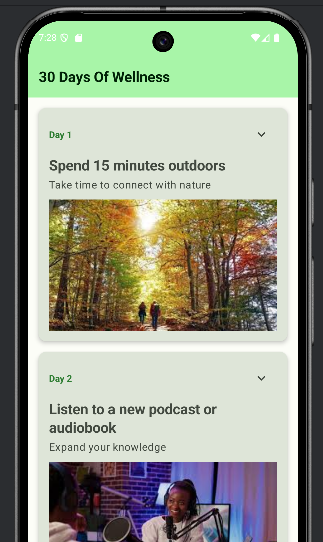 7:28
30 Days Of Wellness
Day 1
Spend 15 minutes outdoors
Take time to connect with nature
Day 2
Listen to a new podcast or
audiobook
Expand your knowledge